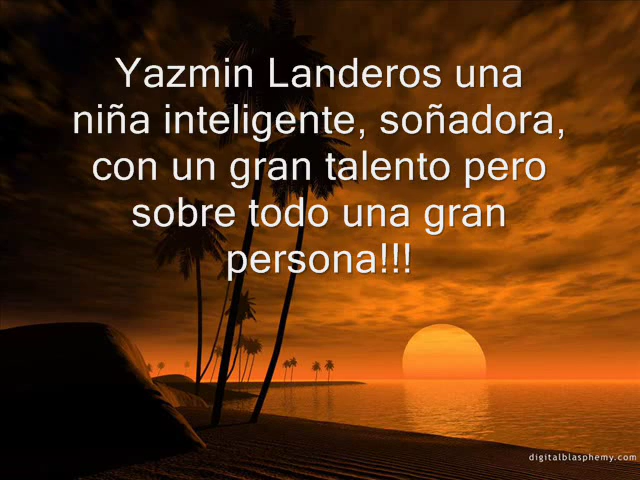 Yazmin Landeros una
niña inteligente, soñadora,
con un gran talento pero
sobre todo una gran
persona!!!
digitalblasphemy.com